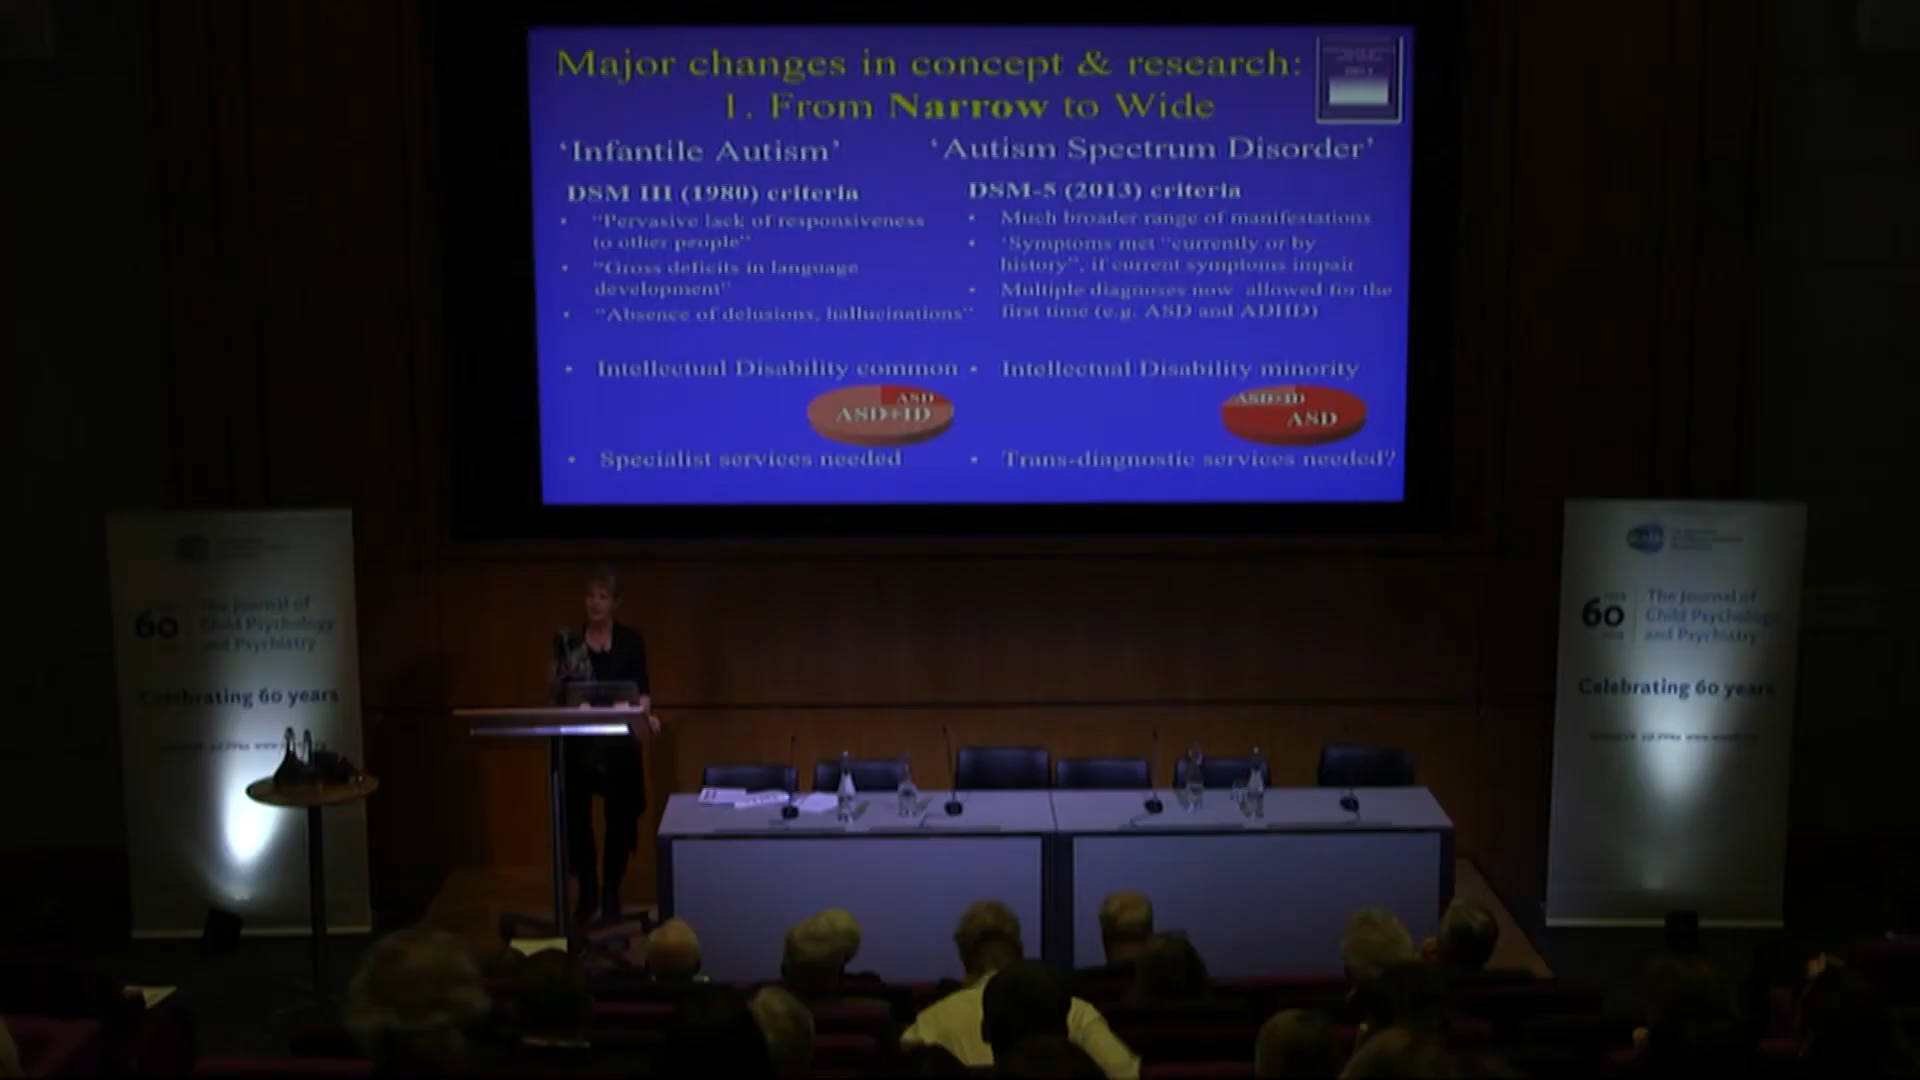 Major changes in concept & research:
1. From Narrow to Wide
'Infantile Autism'
DSM III (1980) criteria
• "Pervasive lack of responsiveness
to other people"
• "Gross deficits in language
development"
• "Absence of delusions, hallucinations"
• Intellectual Disability common
ASD
ASD+ID
• Specialist services needed
'Autism Spectrum Disorder'
DSM-5 (2013) criteria
• Much broader range of manifestations
• 'Symptoms met "currently or by
history", if current symptoms impair
• Multiple diagnoses now allowed for the
first time (e.g. ASD and ADHD)
• Intellectual Disability minority
ASD+ID
ASD
• Trans-diagnostic services needed?
60
The Journal of
Child Psychology
and Psychiatry
Celebrating 60 years
60
The Journal of
Child Psychology
and Psychiatry
Celebrating 60 years